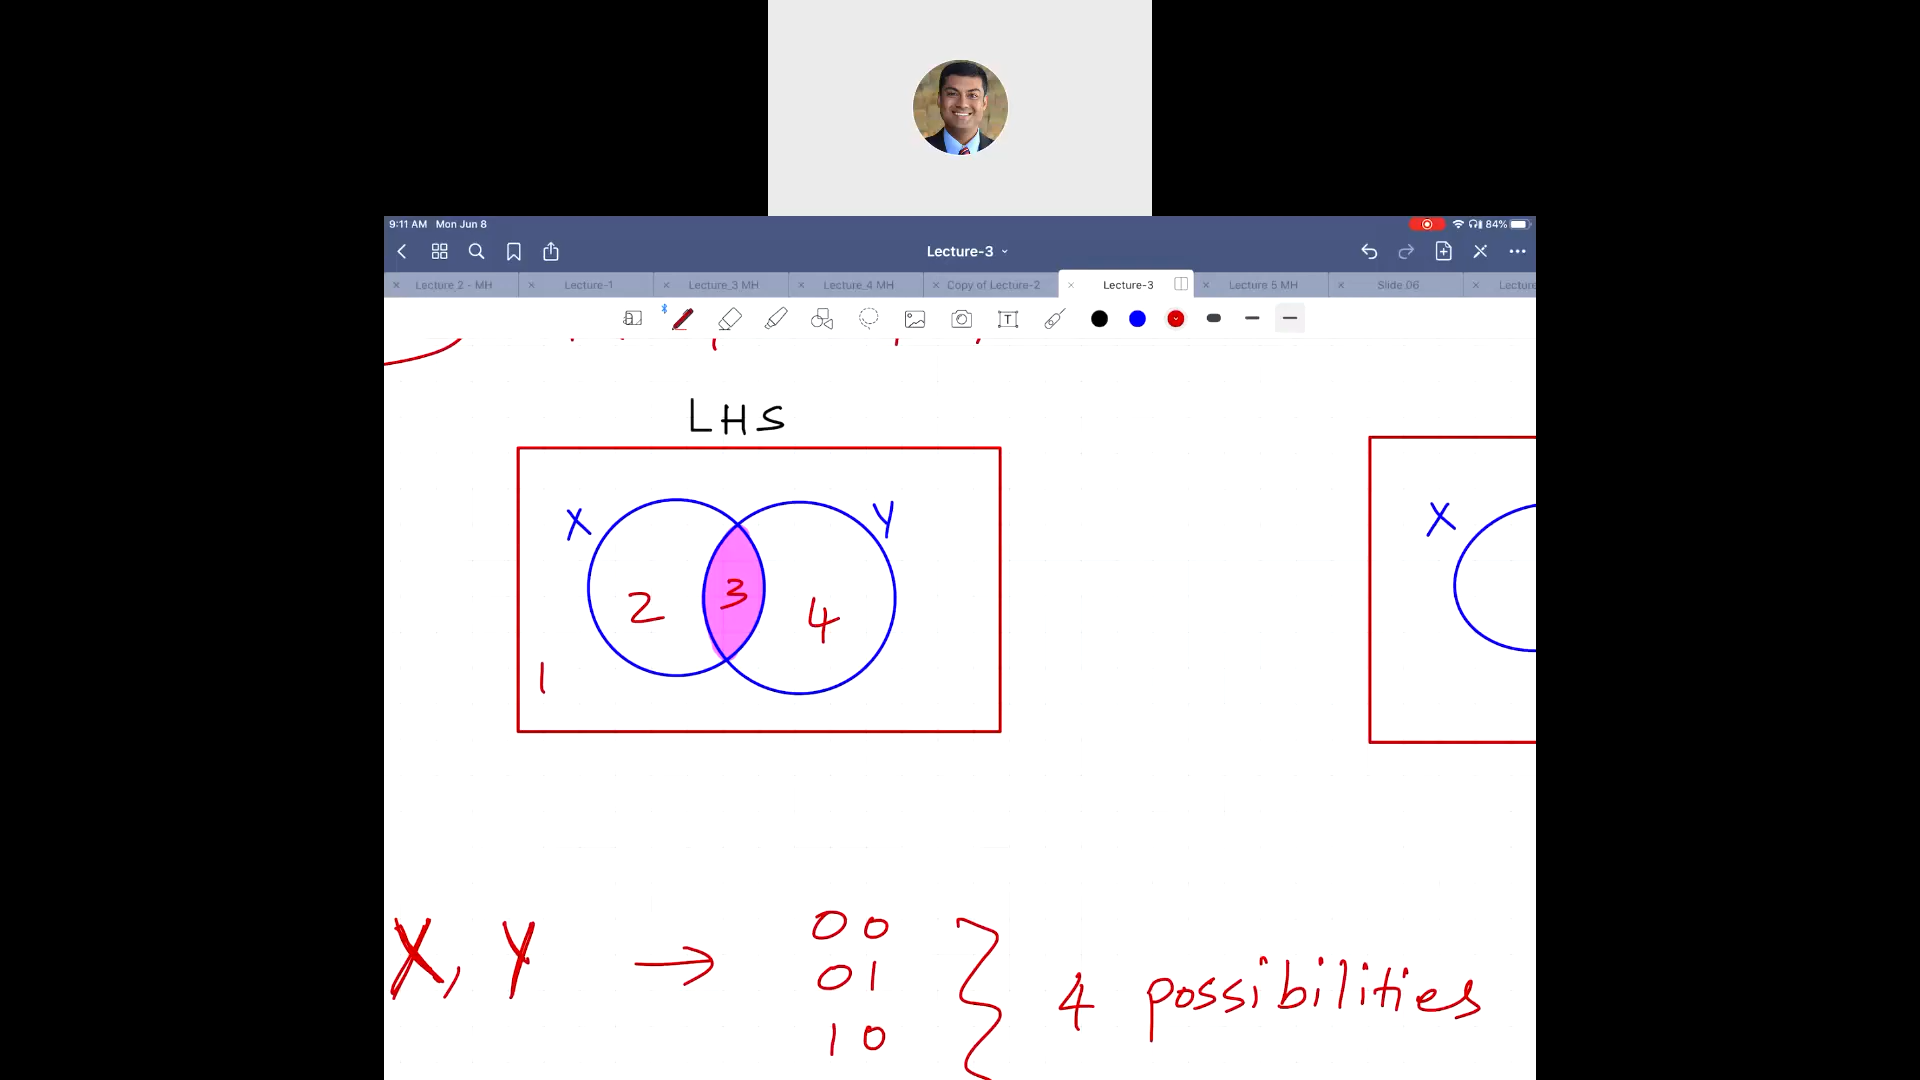 9:11 AM Mon Jun 8
84%
Lecture-3
Lecture_2 - MH
Lecture-1
Lecture_3 MH
Lecture_4 MH
Copy of Lecture-2
Lecture-3
Lecture 5 MH
Slide 06
Lecture
LHS
X
Y
2
3
4
1
X
X, Y → 00
01
10
4 possibilities